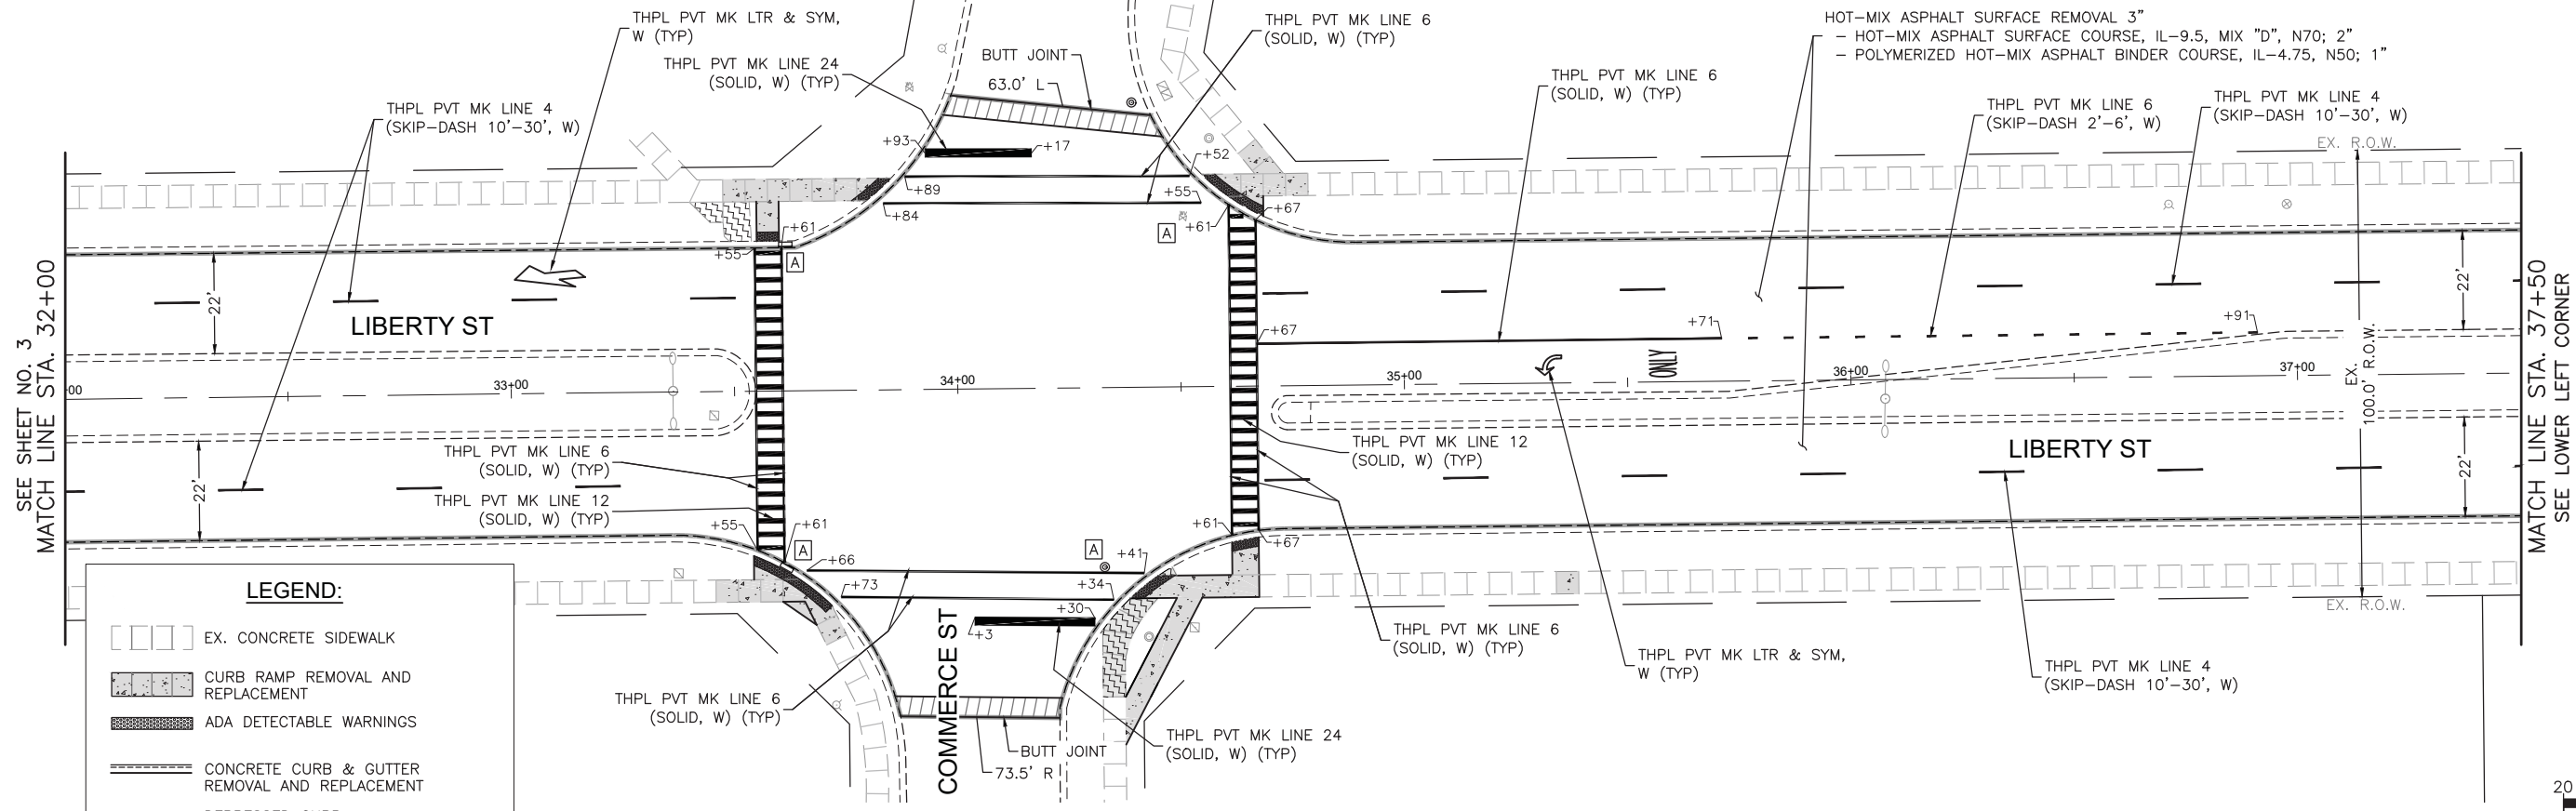 THPL PVT MK LTR & SYM,
W (TYP)
THPL PVT MK LINE 24
(SOLID, W) (TYP)
BUTT JOINT
63.0' L
THPL PVT MK LINE 6
(SOLID, W) (TYP)
THPL PVT MK LINE 6
(SOLID, W) (TYP)
HOT-MIX ASPHALT SURFACE REMOVAL 3"
- HOT-MIX ASPHALT SURFACE COURSE, IL-9.5, MIX "D", N70; 2"
- POLYMERIZED HOT-MIX ASPHALT BINDER COURSE, IL-4.75, N50; 1"
THPL PVT MK LINE 4
(SKIP-DASH 10'-30', W)
THPL PVT MK LINE 6
(SKIP-DASH 2'-6', W)
THPL PVT MK LINE 4
(SKIP-DASH 10'-30', W)
EX. R.O.W.
+93
+17
+52
+89
+55
+84
+67
+61
+61
+55
A
A
SEE SHEET NO. 3
MATCH LINE STA. 32+00
22'
LIBERTY ST
+67
+71
+91
22'
MATCH LINE STA. 37+50
SEE LOWER LEFT CORNER
ONLY
00
33+00
34+00
35+00
36+00
37+00
EX.
100.0' R.O.W.
THPL PVT MK LINE 6
(SOLID, W) (TYP)
THPL PVT MK LINE 12
(SOLID, W) (TYP)
THPL PVT MK LINE 12
(SOLID, W) (TYP)
LIBERTY ST
22'
22'
+55
+61
+61
+67
A
A
+66
+41
+73
+34
+30
+3
EX. R.O.W.
THPL PVT MK LINE 6
(SOLID, W) (TYP)
THPL PVT MK LTR & SYM,
W (TYP)
THPL PVT MK LINE 4
(SKIP-DASH 10'-30', W)
THPL PVT MK LINE 6
(SOLID, W) (TYP)
COMMERCE ST
BUTT JOINT
73.5' R
THPL PVT MK LINE 24
(SOLID, W) (TYP)
LEGEND:
EX. CONCRETE SIDEWALK
CURB RAMP REMOVAL AND
REPLACEMENT
ADA DETECTABLE WARNINGS
CONCRETE CURB & GUTTER
REMOVAL AND REPLACEMENT
20